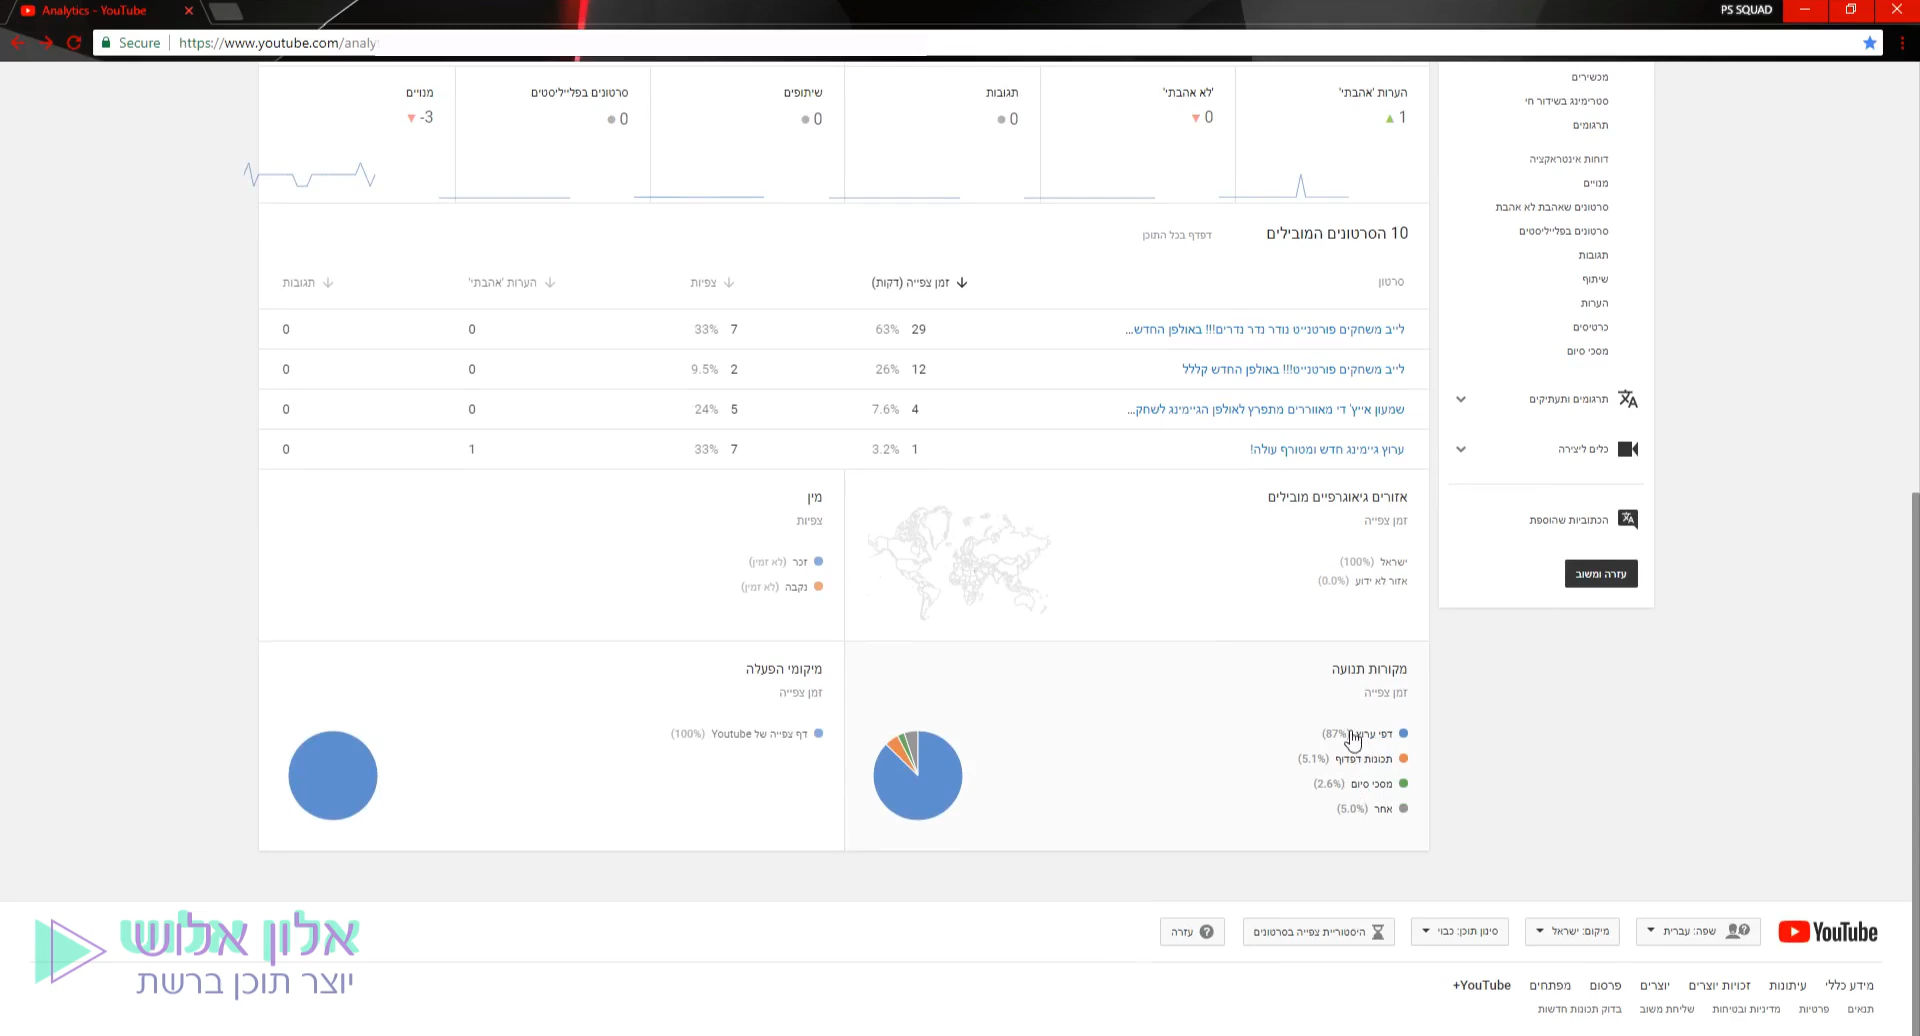 Analytics - YouTube
PS SQUAD
Secure
https://www.youtube.com/analy
הערות 'אהבתי'
1
'לא אהבתי'
0
תגובות
0
שיתופים
0
סרטונים בפלייליסטים
0
מנויים
-3
10 הסרטונים המובילים
דפדף בכל התוכן
סרטון
זמן צפייה (דקות)
צפיות
הערות 'אהבתי'
תגובות
לייב משחקים פורטנייט נודר נדר נדרים!!! באולפן החדש...
29 63% 7 33% 0 0
לייב משחקים פורטנייט!!! באולפן החדש קללל
12 26% 2 9.5% 0 0
שמעון אייץ' די מאווררים מתפרץ לאולפן הגיימינג לשחק...
4 7.6% 5 24% 0 0
ערוץ גיימינג חדש ומטורף עולה!
1 3.2% 7 33% 1 0
אזורים גיאוגרפיים מובילים
זמן צפייה
ישראל (100%)
אזור לא ידוע (0.0%)
מין
צפיות
זכר (לא זמין)
נקבה (לא זמין)
מקורות תנועה
זמן צפייה
דפי ערוץ (87%)
תכונות דפדוף (5.1%)
מסכי סיום (2.6%)
אחר (5.0%)
מיקומי הפעלה
זמן צפייה
דף צפייה של Youtube (100%)
מכשירים
סטרימינג בשידור חי
תרגומים
דוחות אינטראקציה
מנויים
סרטונים שאהבת לא אהבת
סרטונים בפלייליסטים
תגובות
שיתוף
הערות
כרטיסים
מסכי סיום
תרגומים ותעתיקים
כלים ליצירה
הכתוביות שהוספת
עזרה ומשוב
YouTube
שפה: עברית
מיקום: ישראל
סינון תוכן: כבוי
היסטוריית צפייה בסרטונים
עזרה
מידע כללי עיתונות זכויות יוצרים יוצרים פרסום מפתחים YouTube+
תנאים פרטיות מדיניות ובטיחות שליחת משוב בדוק תכונות חדשות
אלון אלוש
יוצר תוכן ברשת